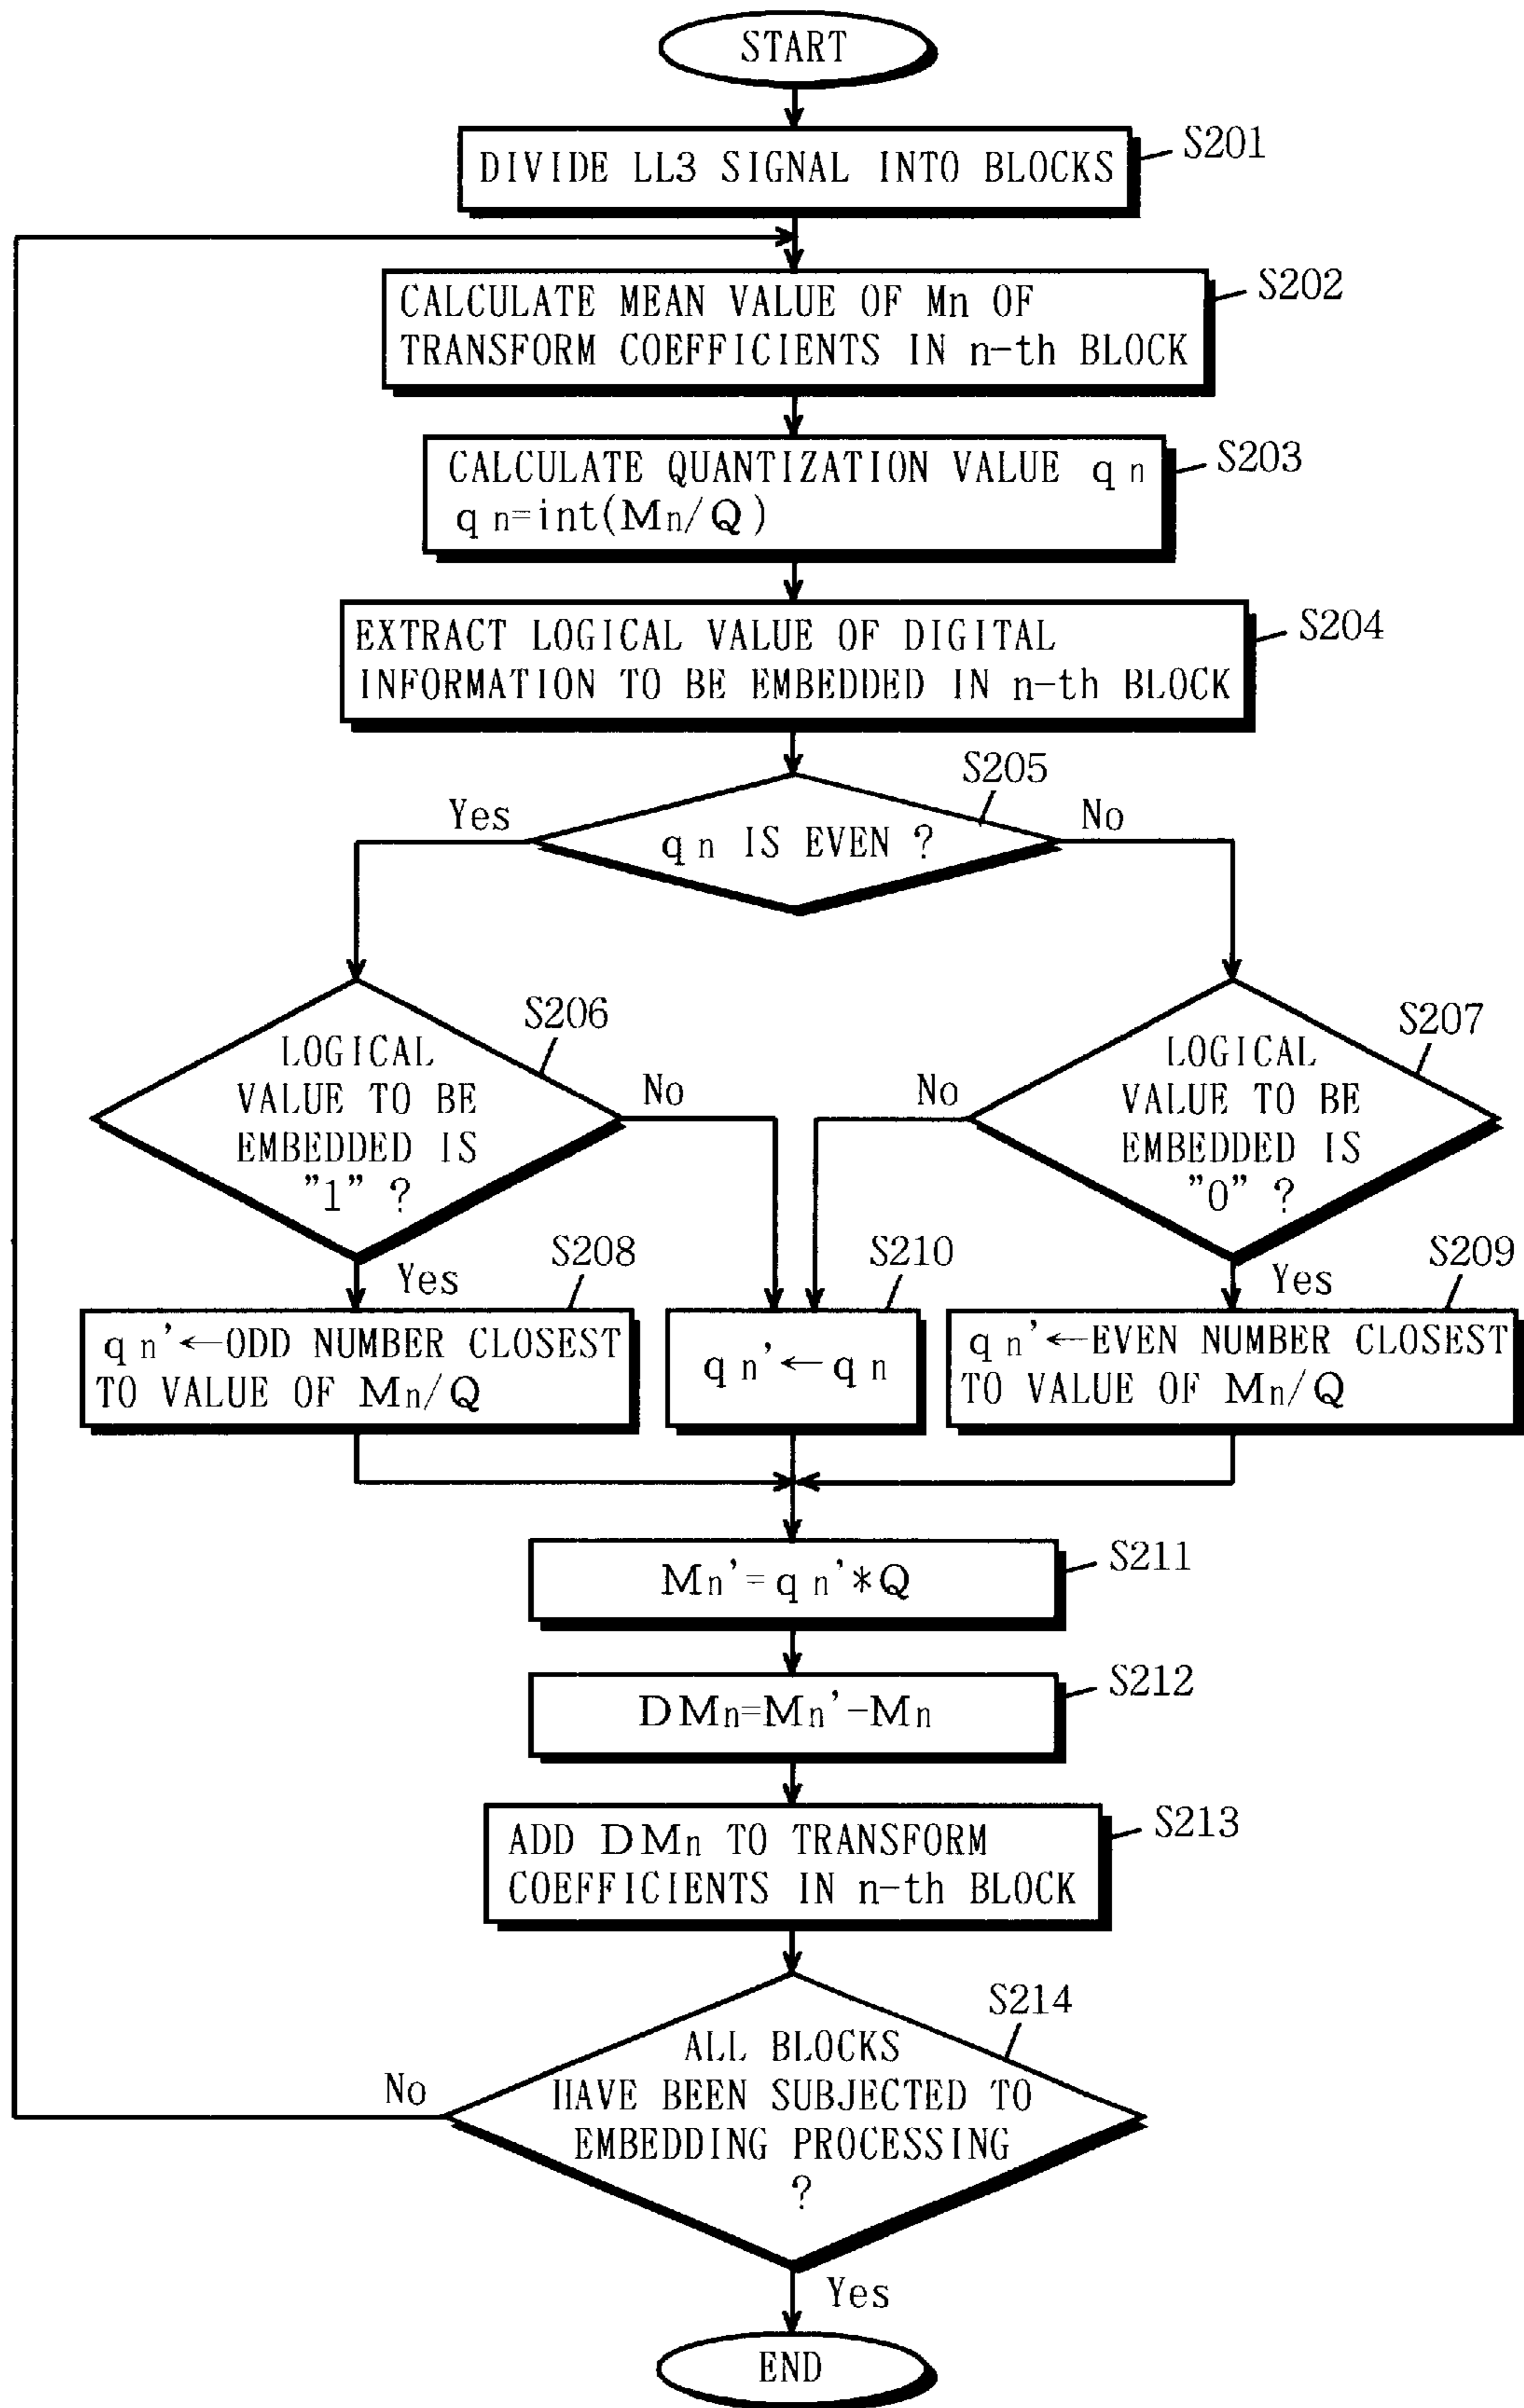 START
DIVIDE LL3 SIGNAL INTO BLOCKS
S201
CALCULATE MEAN VALUE OF Mn OF
TRANSFORM COEFFICIENTS IN n-th BLOCK
S202
CALCULATE QUANTIZATION VALUE qn
qn=int(Mn/Q)
S203
EXTRACT LOGICAL VALUE OF DIGITAL
INFORMATION TO BE EMBEDDED IN n-th BLOCK
S204
S205
Yes
qn IS EVEN ?
No
S206
LOGICAL
VALUE TO BE
EMBEDDED IS
"1" ?
No
Yes
S207
LOGICAL
VALUE TO BE
EMBEDDED IS
"0" ?
No
Yes
S208
qn'←ODD NUMBER CLOSEST
TO VALUE OF Mn/Q
S210
qn'←qn
S209
qn'←EVEN NUMBER CLOSEST
TO VALUE OF Mn/Q
Mn'=qn'*Q
S211
DMn=Mn'-Mn
S212
ADD DMn TO TRANSFORM
COEFFICIENTS IN n-th BLOCK
S213
S214
ALL BLOCKS
HAVE BEEN SUBJECTED TO
EMBEDDING PROCESSING
?
No
Yes
END